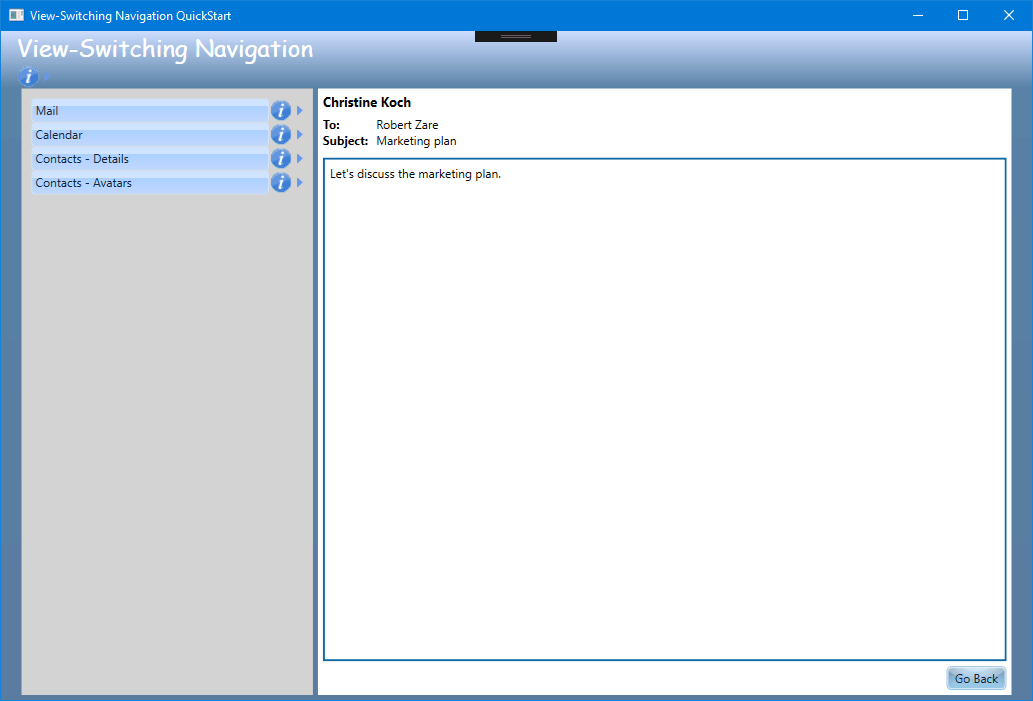 View-Switching Navigation QuickStart
View-Switching Navigation
i
Mail i
Calendar i
Contacts - Details i
Contacts - Avatars i
Christine Koch
To: Robert Zare
Subject: Marketing plan
Let's discuss the marketing plan.
Go Back